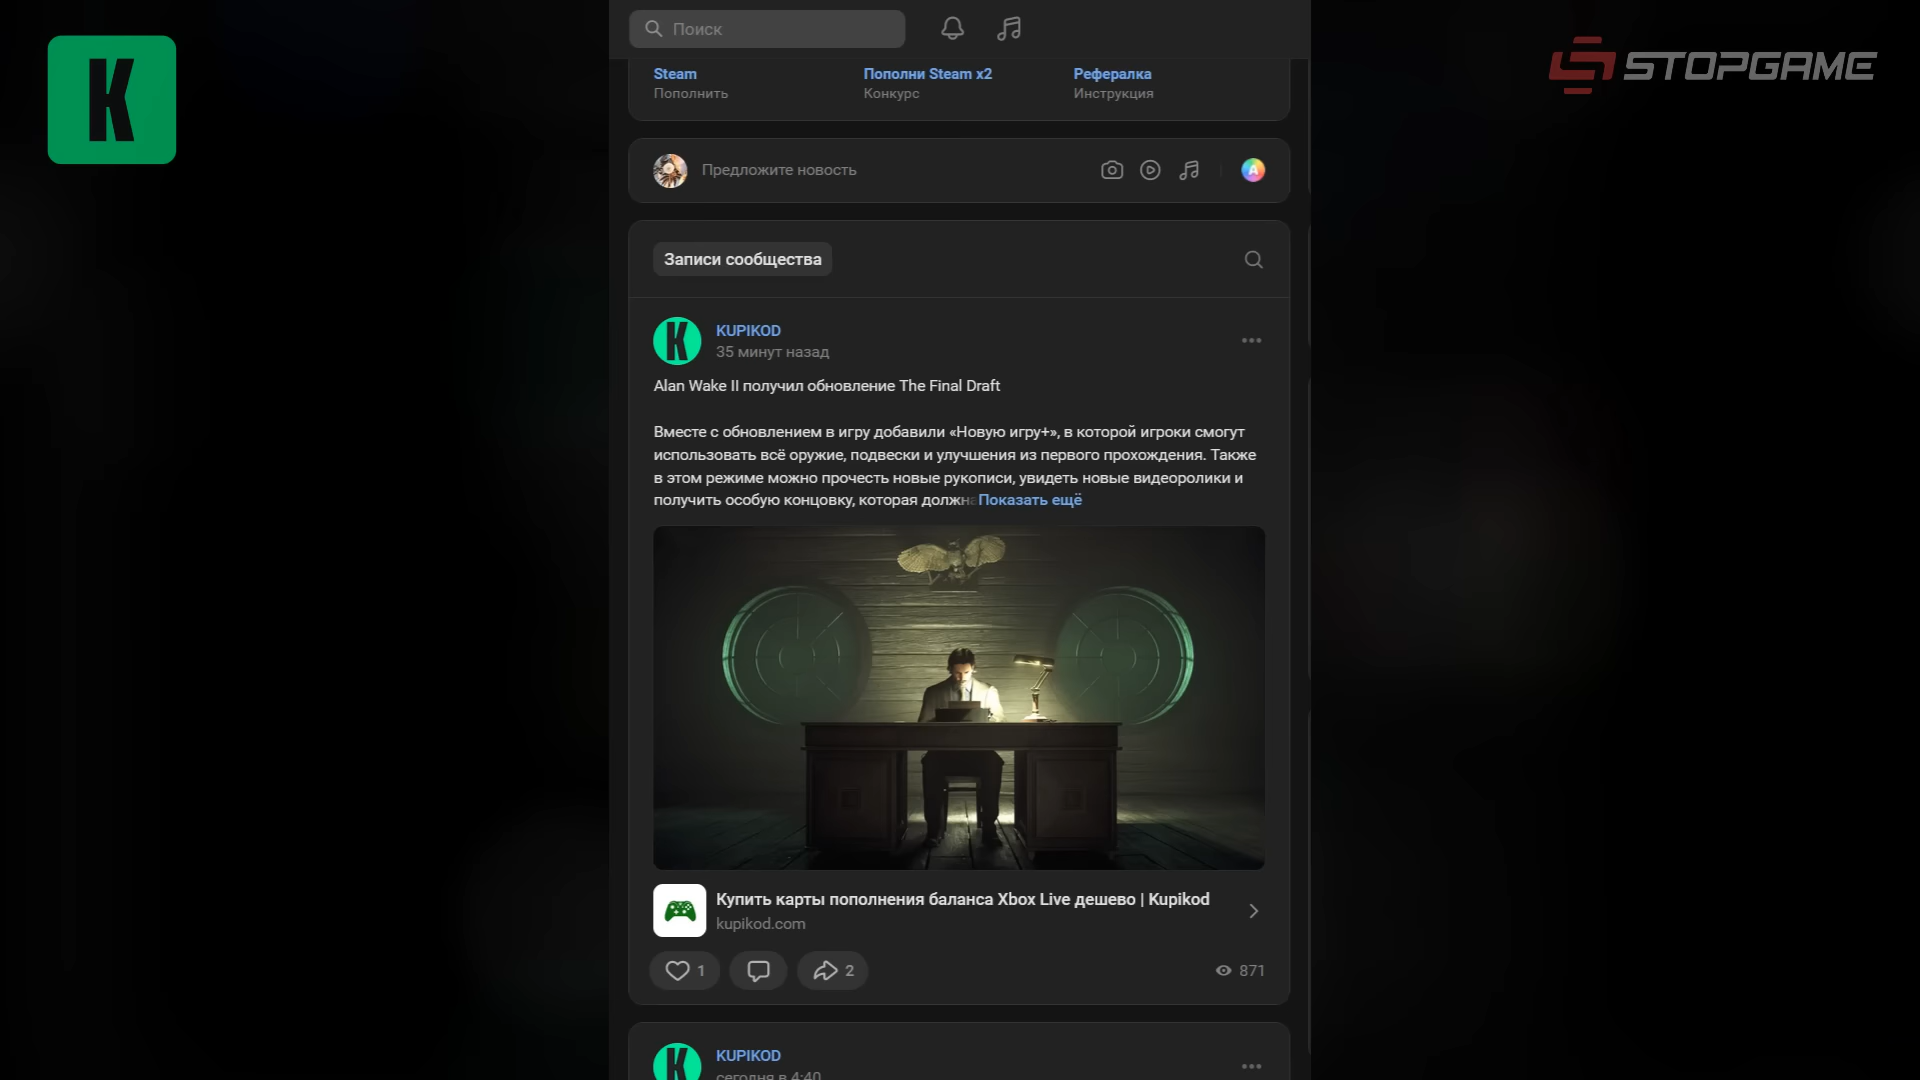 K
STOPGAME
Поиск
Steam
Пополнить
Пополни Steam x2
Конкурс
Рефералка
Инструкция
Предложите новость
A
Записи сообщества
K
KUPIKOD
35 минут назад
Alan Wake II получил обновление The Final Draft
Вместе с обновлением в игру добавили «Новую игру+», в которой игроки смогут
использовать всё оружие, подвески и улучшения из первого прохождения. Также
в этом режиме можно прочесть новые рукописи, увидеть новые видеоролики и
получить особую концовку, которая должна Показать ещё
Купить карты пополнения баланса Xbox Live дешево | Kupikod
kupikod.com
1
2
871
K
KUPIKOD
сегодня в 4:40